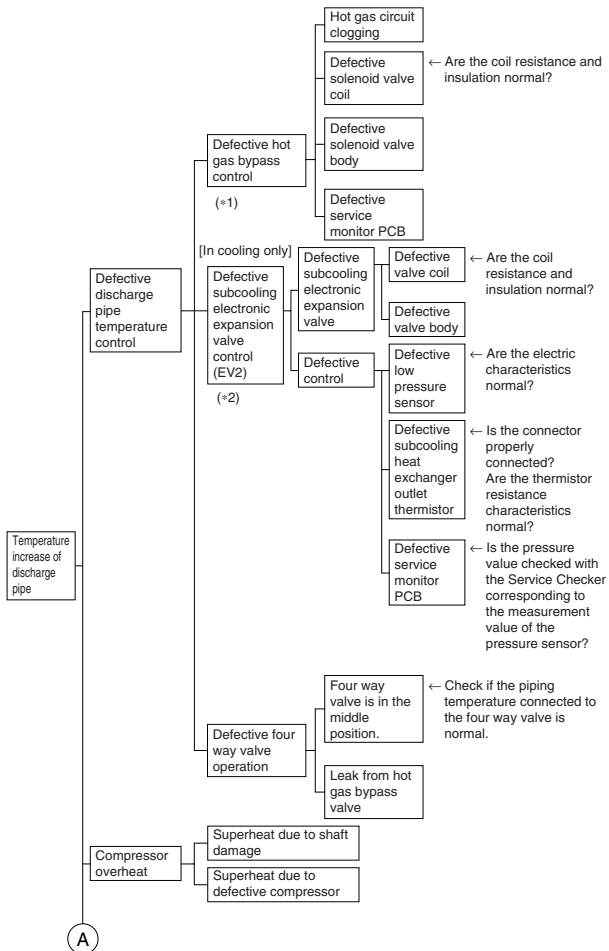 Hot gas circuit
clogging
Defective
solenoid valve
coil
← Are the coil resistance and
insulation normal?
Defective hot
gas bypass
control
(*1)
Defective
solenoid valve
body
Defective
service
monitor PCB
[In cooling only]
Defective
discharge
pipe
temperature
control
Defective
subcooling
electronic
expansion
valve
control
(EV2)
(*2)
Defective
subcooling
electronic
expansion
valve
Defective
valve coil
← Are the coil
resistance and
insulation normal?
Defective
valve body
Defective
control
Defective
low
pressure
sensor
← Are the electric
characteristics
normal?
Defective
subcooling
heat
exchanger
outlet
thermistor
← Is the connector
properly
connected?
Are the thermistor
resistance
characteristics
normal?
Temperature
increase of
discharge
pipe
Defective
service
monitor
PCB
← Is the pressure
value checked with
the Service Checker
corresponding to
the measurement
value of the
pressure sensor?
Defective four
way valve
operation
Four way
valve is in the
middle
position.
← Check if the piping
temperature connected to
the four way valve is
normal.
Leak from hot
gas bypass
valve
Compressor
overheat
Superheat due to shaft
damage
Superheat due to
defective compressor
A